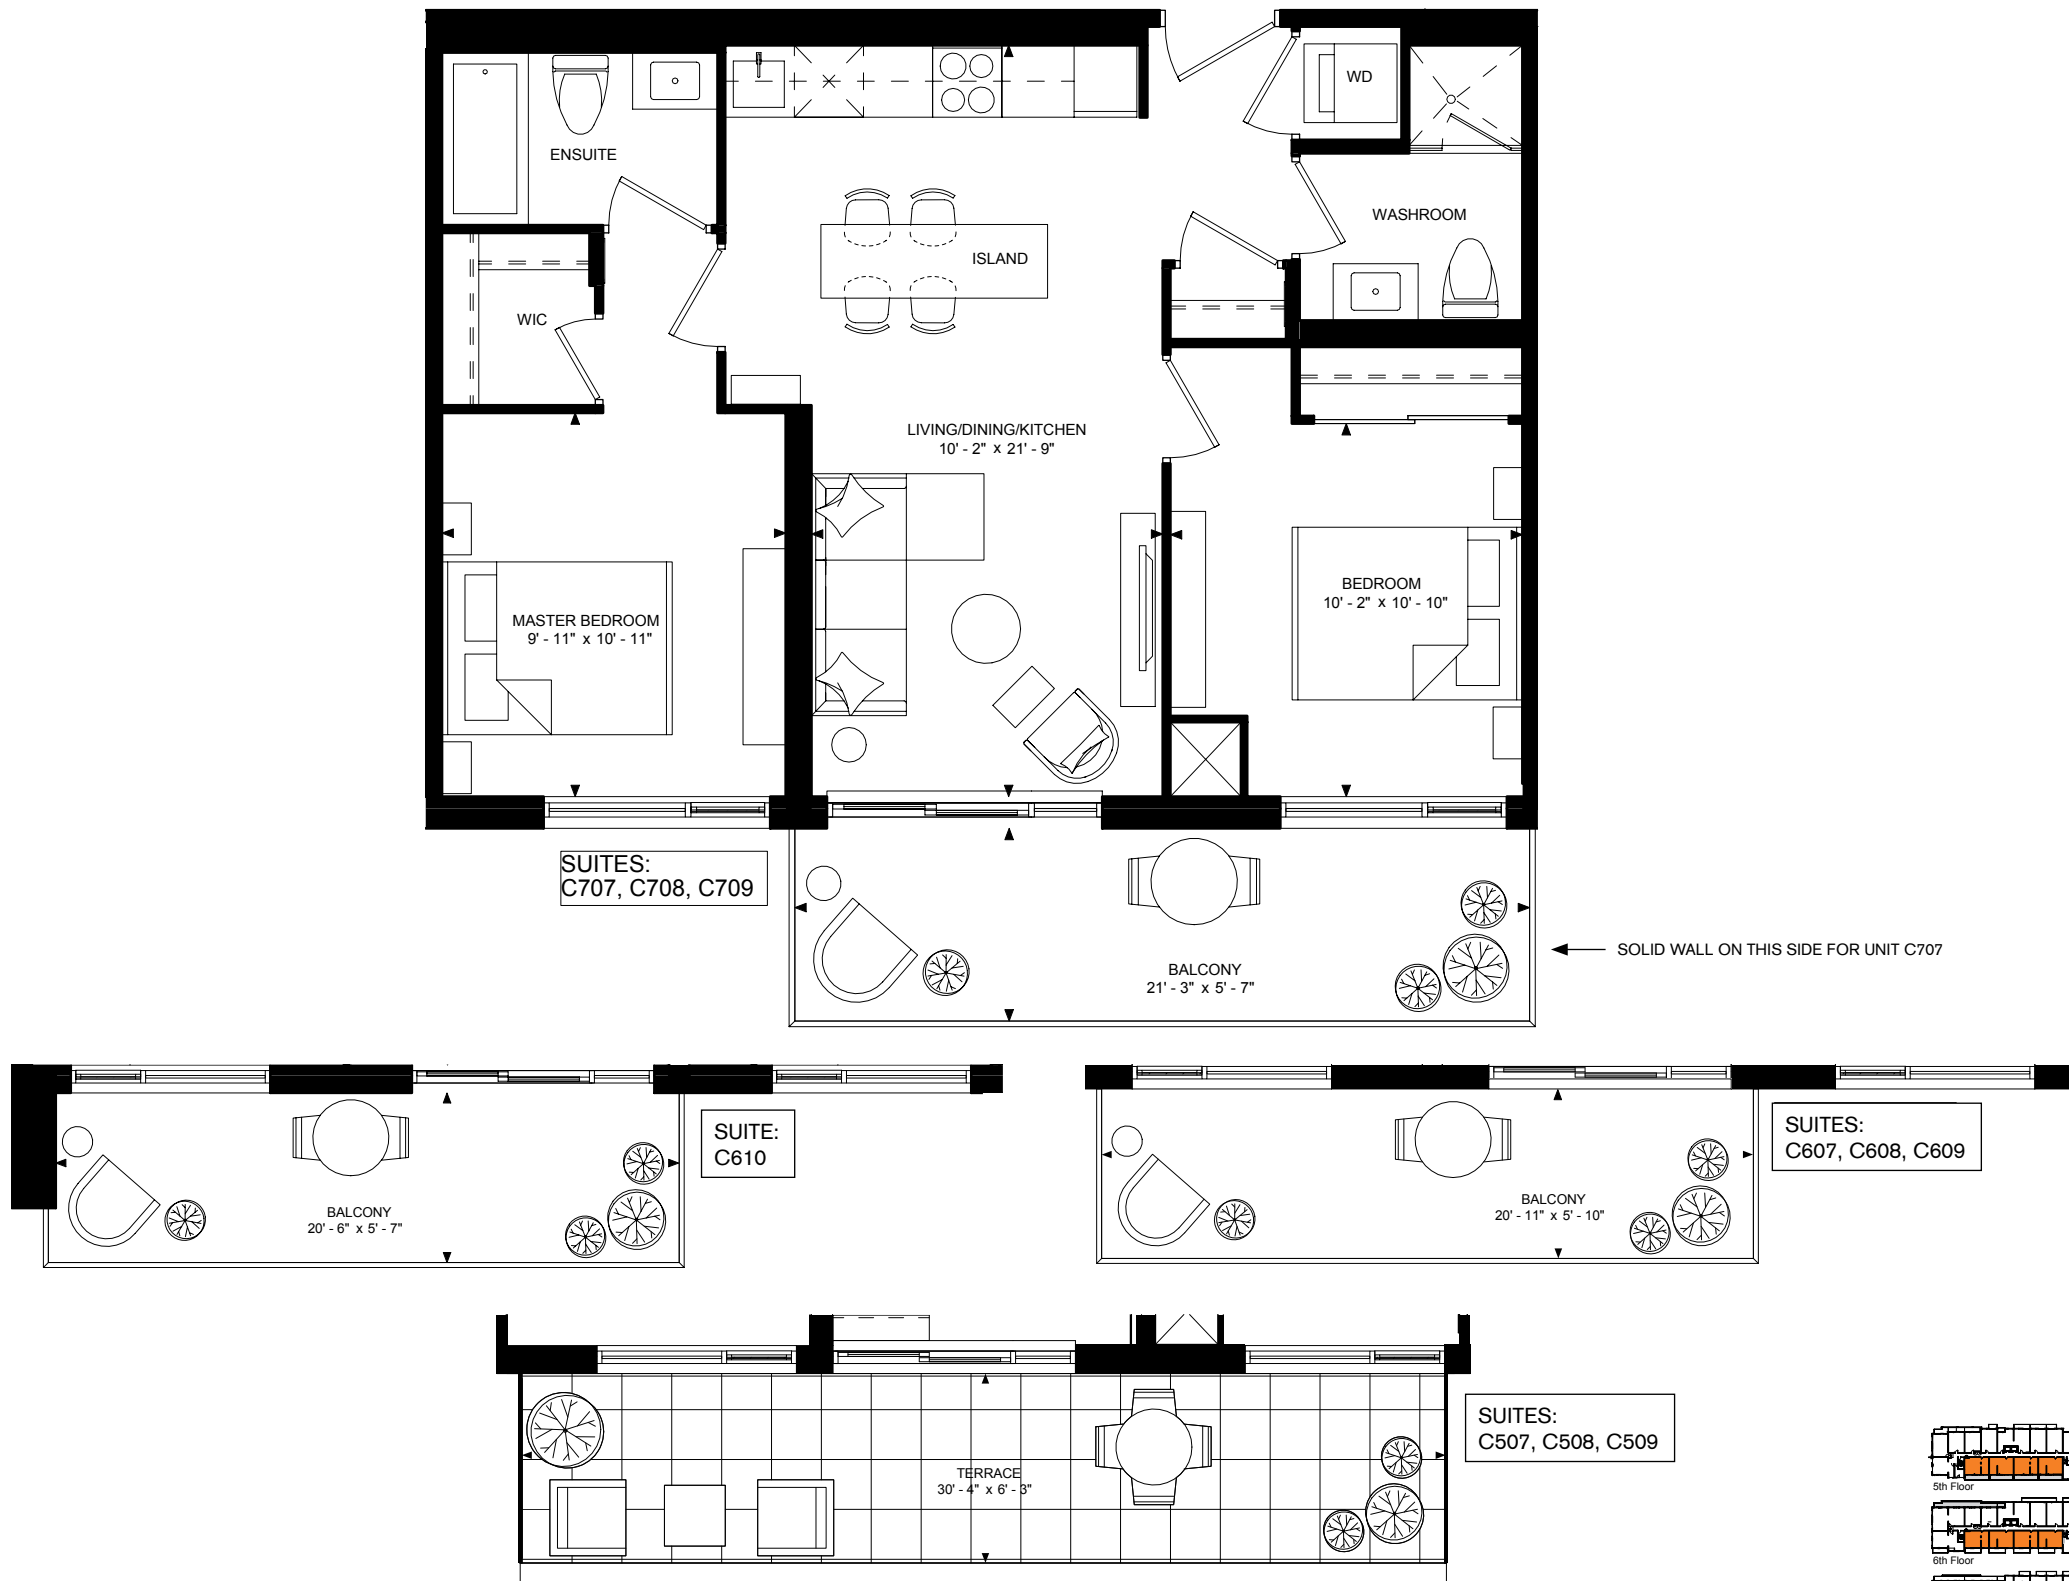 WD
ENSUITE
WASHROOM
ISLAND
WIC
LIVING/DINING/KITCHEN
10' - 2" x 21' - 9"
BEDROOM
10' - 2" x 10' - 10"
MASTER BEDROOM
9' - 11" x 10' - 11"
SUITES:
C707, C708, C709
SOLID WALL ON THIS SIDE FOR UNIT C707
BALCONY
21' - 3" x 5' - 7"
SUITE:
C610
BALCONY
20' - 6" x 5' - 7"
SUITES:
C607, C608, C609
BALCONY
20' - 11" x 5' - 10"
SUITES:
C507, C508, C509
TERRACE
30' - 4" x 6' - 3"
5th Floor
6th Floor